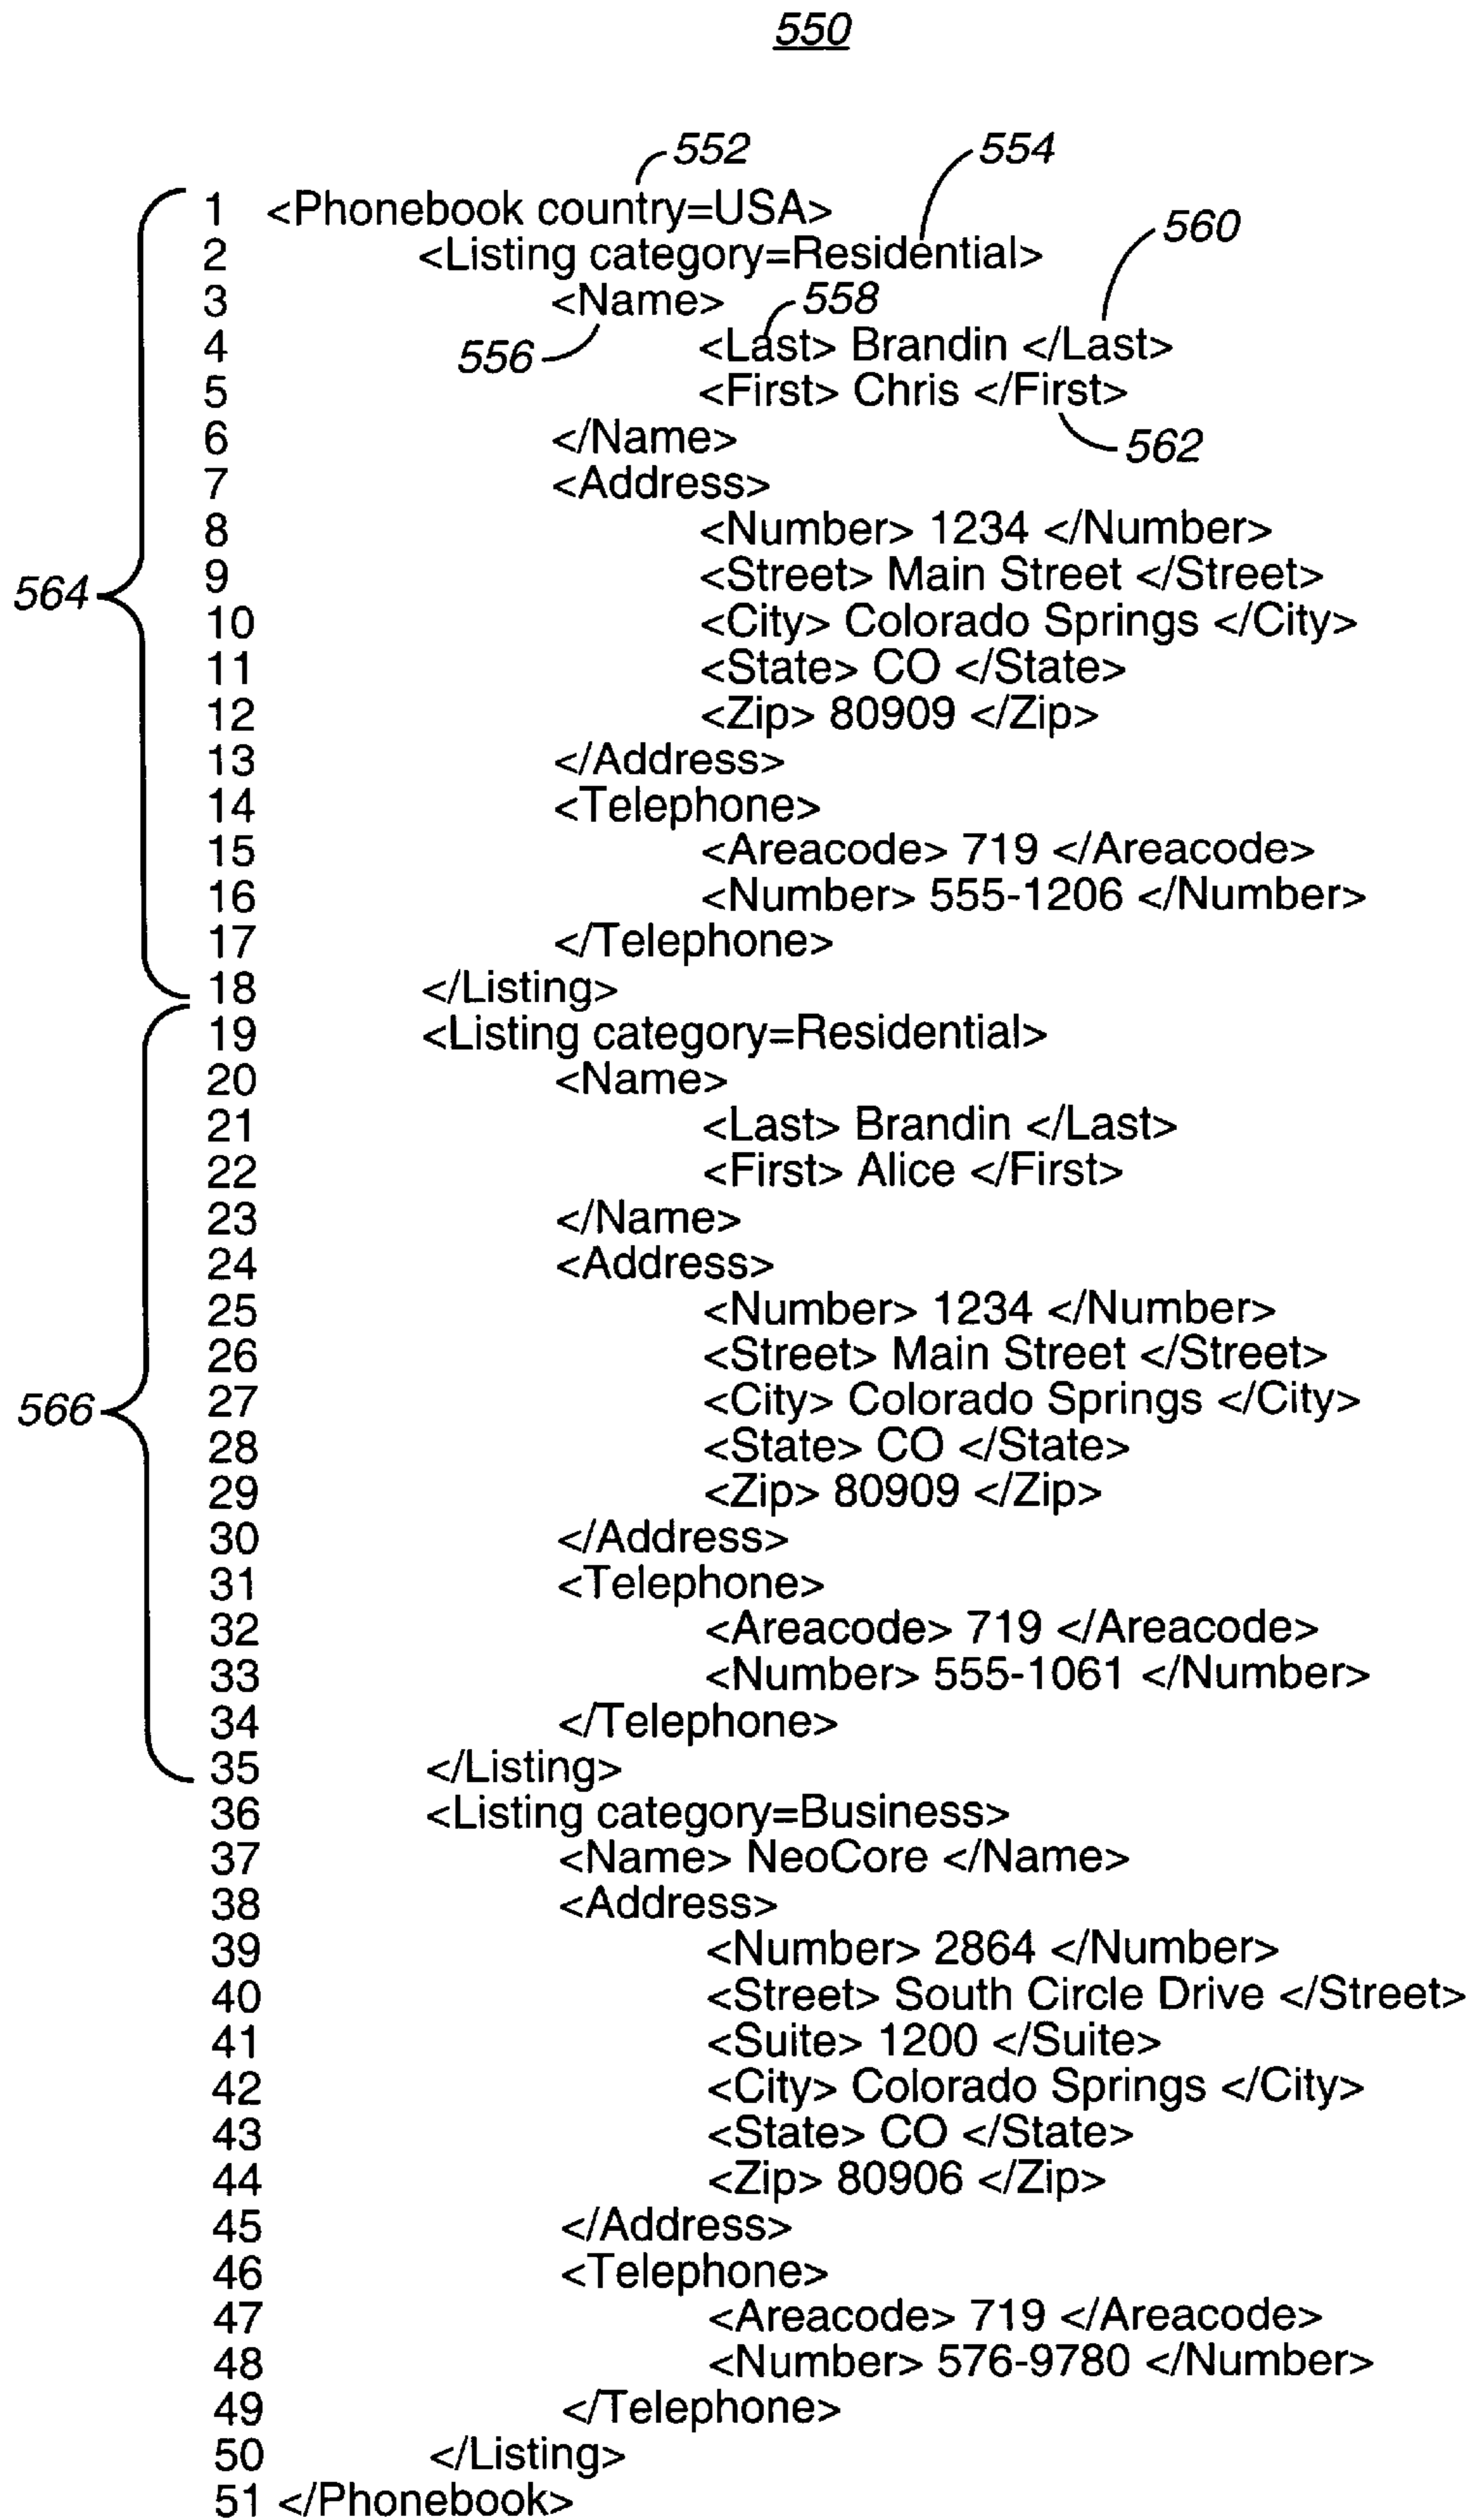 550
552
554
1 <Phonebook country=USA>
560
2 <Listing category=Residential>
3 <Name>
558
4 <Last> Brandin </Last>
556
5 <First> Chris </First>
6 </Name>
562
7 <Address>
8 <Number> 1234 </Number>
564
9 <Street> Main Street </Street>
10 <City> Colorado Springs </City>
11 <State> CO </State>
12 <Zip> 80909 </Zip>
13 </Address>
14 <Telephone>
15 <Areacode> 719 </Areacode>
16 <Number> 555-1206 </Number>
17 </Telephone>
18 </Listing>
19 <Listing category=Residential>
20 <Name>
21 <Last> Brandin </Last>
22 <First> Alice </First>
23 </Name>
24 <Address>
25 <Number> 1234 </Number>
26 <Street> Main Street </Street>
566
27 <City> Colorado Springs </City>
28 <State> CO </State>
29 <Zip> 80909 </Zip>
30 </Address>
31 <Telephone>
32 <Areacode> 719 </Areacode>
33 <Number> 555-1061 </Number>
34 </Telephone>
35 </Listing>
36 <Listing category=Business>
37 <Name> NeoCore </Name>
38 <Address>
39 <Number> 2864 </Number>
40 <Street> South Circle Drive </Street>
41 <Suite> 1200 </Suite>
42 <City> Colorado Springs </City>
43 <State> CO </State>
44 <Zip> 80906 </Zip>
45 </Address>
46 <Telephone>
47 <Areacode> 719 </Areacode>
48 <Number> 576-9780 </Number>
49 </Telephone>
50 </Listing>
51 </Phonebook>